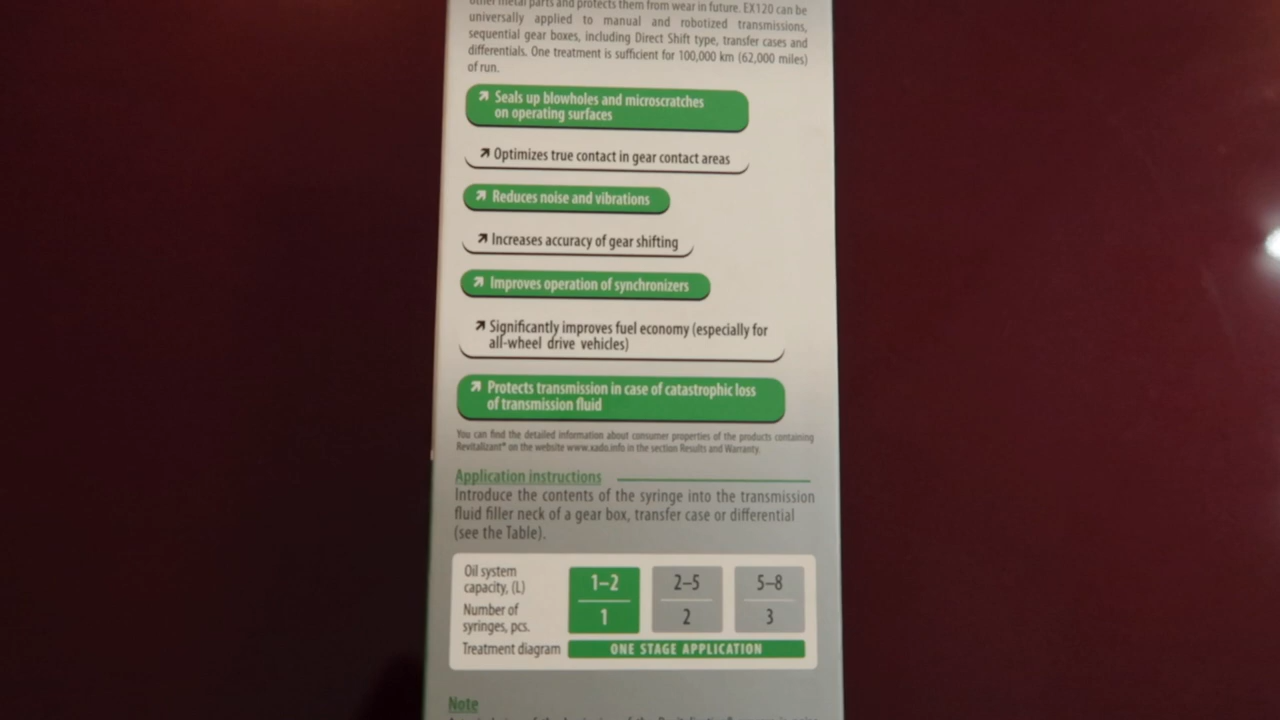 other metal parts and protects them from wear in future. EX120 can be
universally applied to manual and robotized transmissions,
sequential gear boxes, including Direct Shift type, transfer cases and
differentials. One treatment is sufficient for 100,000 km (62,000 miles)
of run.
Seals up blowholes and microscratches
on operating surfaces
Optimizes true contact in gear contact areas
Reduces noise and vibrations
Increases accuracy of gear shifting
Improves operation of synchronizers
Significantly improves fuel economy (especially for
all-wheel drive vehicles)
Protects transmission in case of catastrophic loss
of transmission fluid
You can find the detailed information about consumer properties of the products containing
Revitalizant® on the website www.xado.info in the section Results and Warranty.
Application instructions
Introduce the contents of the syringe into the transmission
fluid filler neck of a gear box, transfer case or differential
(see the Table).
Oil system
capacity, (L) 1–2 2–5 5–8
Number of
syringes, pcs. 1 2 3
Treatment diagram ONE STAGE APPLICATION
Note